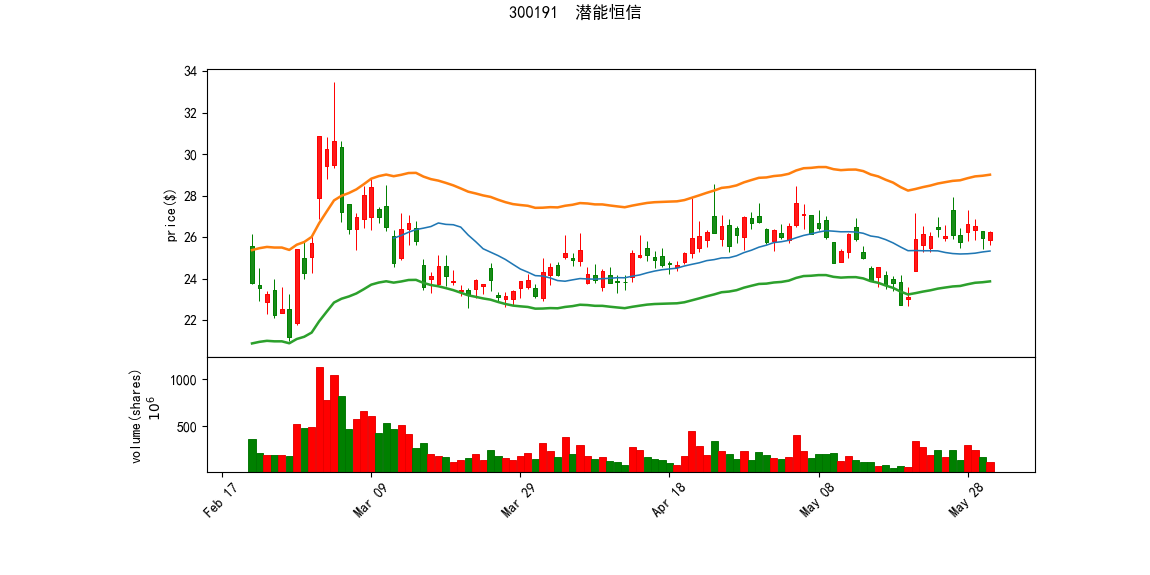 300191  潜能恒信
34
32
30
28
26
24
22
price($)
1000
500
volume(shares)
10^6
Feb 17
Mar 09
Mar 29
Apr 18
May 08
May 28